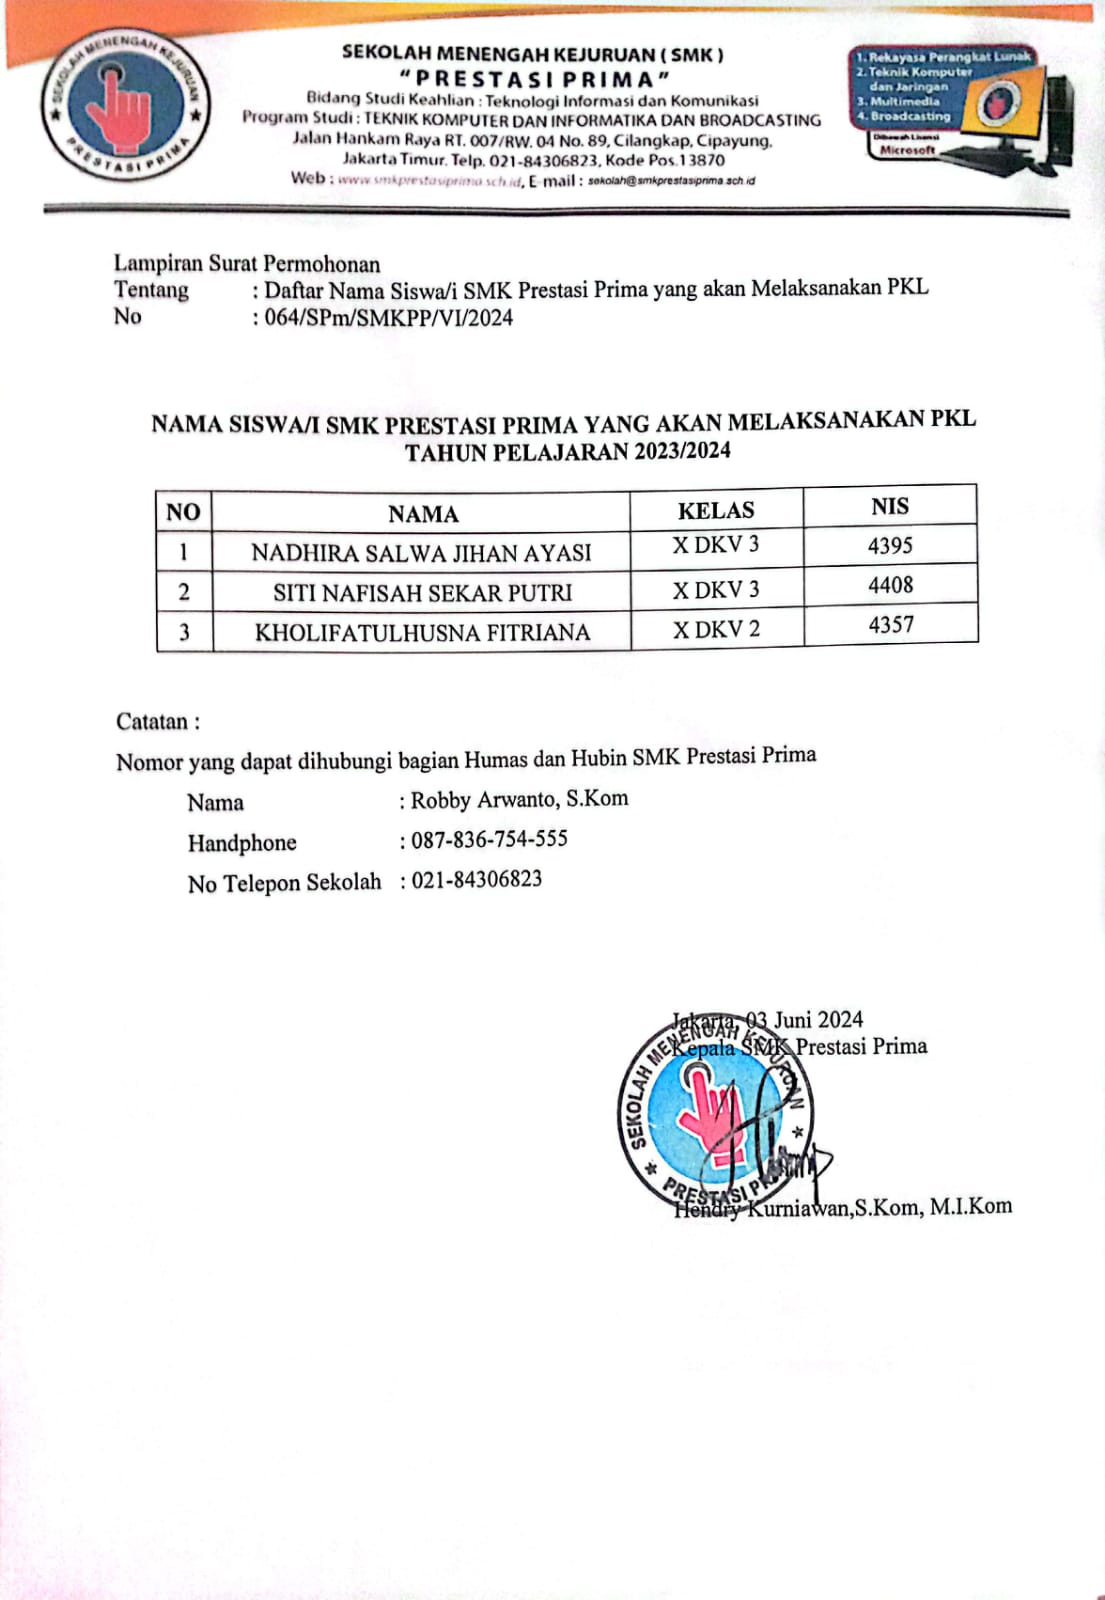 SEKOLAH MENENGAH KEJURUAN
PRESTASI PRIMA
SEKOLAH MENENGAH KEJURUAN ( SMK )
“ PRESTASI PRIMA ”
Bidang Studi Keahlian : Teknologi Informasi dan Komunikasi
Program Studi : TEKNIK KOMPUTER DAN INFORMATIKA DAN BROADCASTING
Jalan Hankam Raya RT. 007/RW. 04 No. 89, Cilangkap, Cipayung,
Jakarta Timur. Telp. 021-84306823, Kode Pos.13870
Web : www.smkprestasiprima.sch.id, E-mail : sekolah@smkprestasiprima.sch.id
1. Rekayasa Perangkat Lunak
2. Teknik Komputer
dan Jaringan
3. Multimedia
4. Broadcasting
Dibawah Lisensi
Microsoft
Lampiran Surat Permohonan
Tentang : Daftar Nama Siswa/i SMK Prestasi Prima yang akan Melaksanakan PKL
No : 064/SPm/SMKPP/VI/2024
NAMA SISWA/I SMK PRESTASI PRIMA YANG AKAN MELAKSANAKAN PKL
TAHUN PELAJARAN 2023/2024
NO NAMA KELAS NIS
1 NADHIRA SALWA JIHAN AYASI X DKV 3 4395
2 SITI NAFISAH SEKAR PUTRI X DKV 3 4408
3 KHOLIFATULHUSNA FITRIANA X DKV 2 4357
Catatan :
Nomor yang dapat dihubungi bagian Humas dan Hubin SMK Prestasi Prima
Nama : Robby Arwanto, S.Kom
Handphone : 087-836-754-555
No Telepon Sekolah : 021-84306823
Jakarta, 03 Juni 2024
Kepala SMK Prestasi Prima
SEKOLAH MENENGAH KEJURUAN
PRESTASI PRIMA
Hendry Kurniawan,S.Kom, M.I.Kom